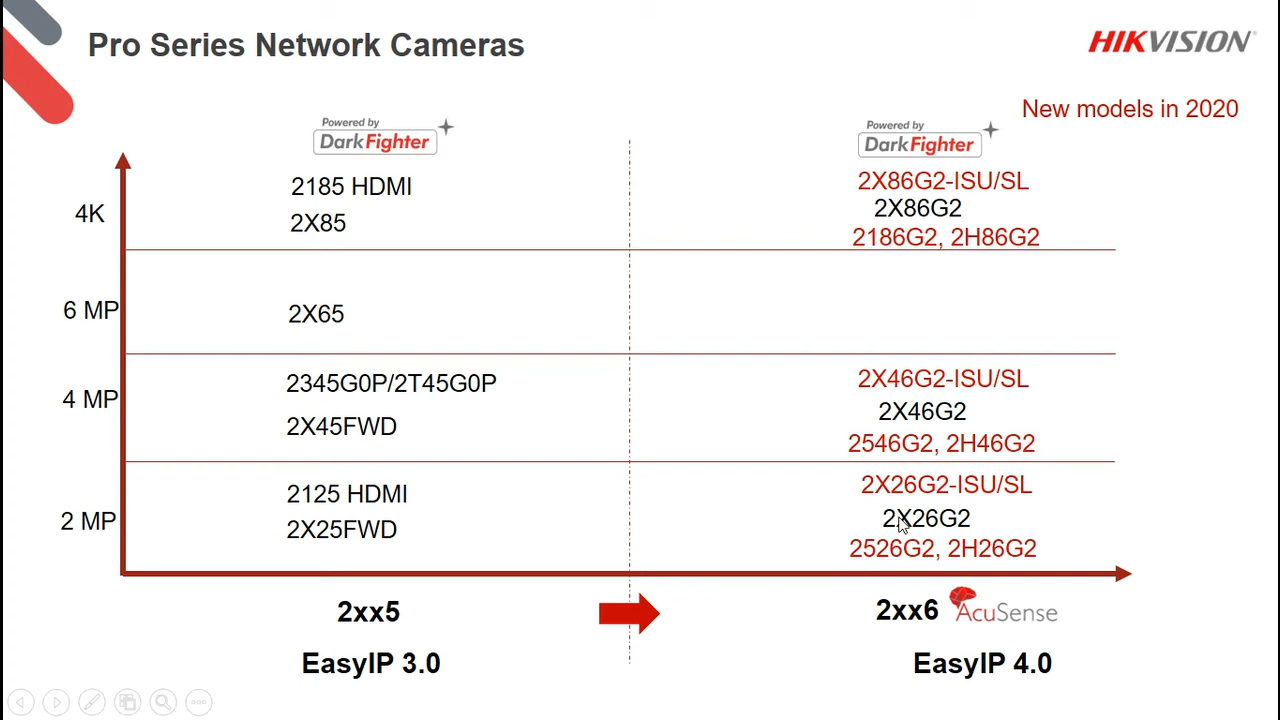 Pro Series Network Cameras
HIKVISION
New models in 2020
Powered by
DarkFighter
Powered by
DarkFighter
4K
2185 HDMI
2X85
2X86G2-ISU/SL
2X86G2
2186G2, 2H86G2
6 MP
2X65
4 MP
2345G0P/2T45G0P
2X45FWD
2X46G2-ISU/SL
2X46G2
2546G2, 2H46G2
2 MP
2125 HDMI
2X25FWD
2X26G2-ISU/SL
2X26G2
2526G2, 2H26G2
2xx5
2xx6
AcuSense
EasyIP 3.0
EasyIP 4.0